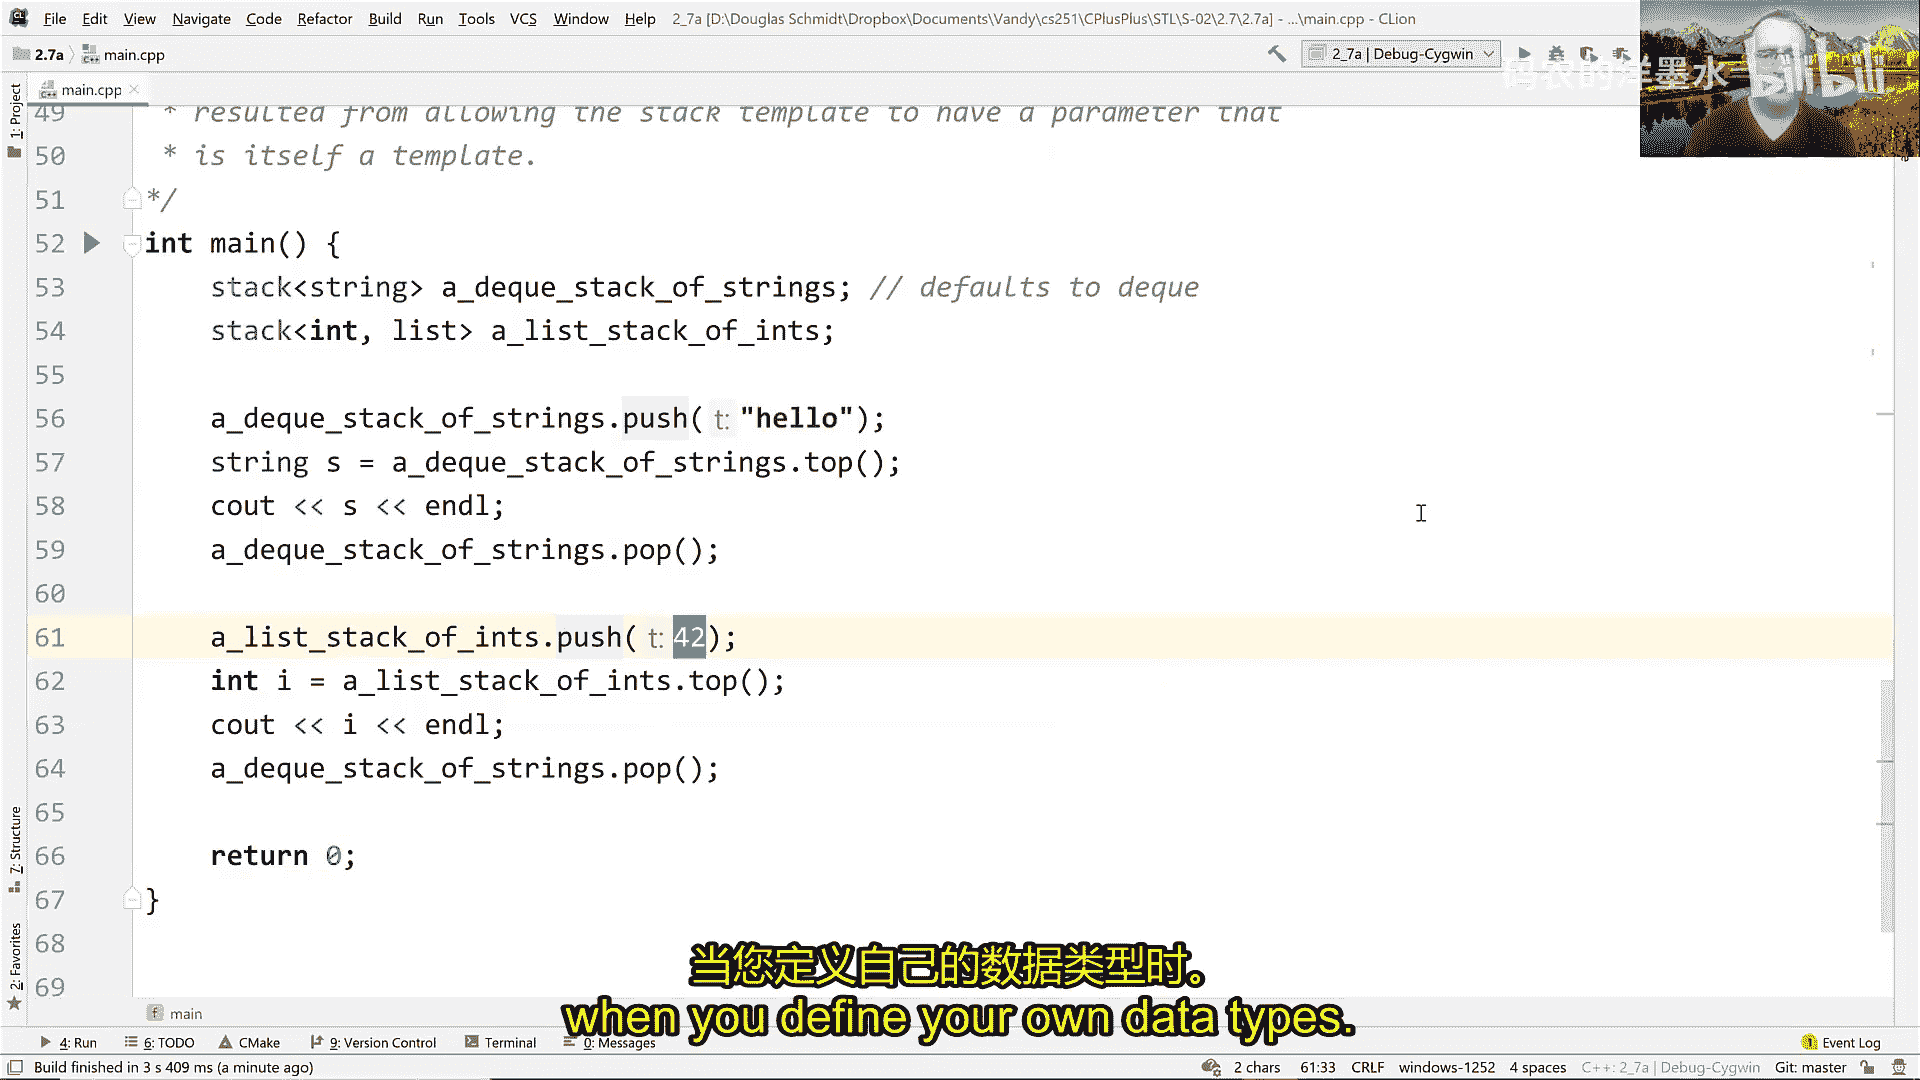 File Edit View Navigate Code Refactor Build Run Tools VCS Window Help 2_7a [D:\Douglas Schmidt\Dropbox\Documents\Vandy\cs251\CPlusPlus\STL\S-02\2.7\2.7a] - ...\main.cpp - CLion
2.7a main.cpp
2_7a | Debug-Cygwin
码农的洋墨水
bilibili
main.cpp
1: Project
49 * resulted from allowing the stack template to have a parameter that
50 * is itself a template.
51 */
52 int main() {
53 stack<string> a_deque_stack_of_strings; // defaults to deque
54 stack<int, list> a_list_stack_of_ints;
55
56 a_deque_stack_of_strings.push( t: "hello");
57 string s = a_deque_stack_of_strings.top();
58 cout << s << endl;
59 a_deque_stack_of_strings.pop();
60
61 a_list_stack_of_ints.push( t: 42);
62 int i = a_list_stack_of_ints.top();
63 cout << i << endl;
64 a_deque_stack_of_strings.pop();
65
66 return 0;
67 }
68
69
7: Structure
2: Favorites
当您定义自己的数据类型时。
when you define your own data types.
f main
4: Run 6: TODO CMake 9: Version Control Terminal 0: Messages 1 Event Log
Build finished in 3 s 409 ms (a minute ago) 2 chars 61:33 CRLF windows-1252 4 spaces C++: 2_7a | Debug-Cygwin Git: master